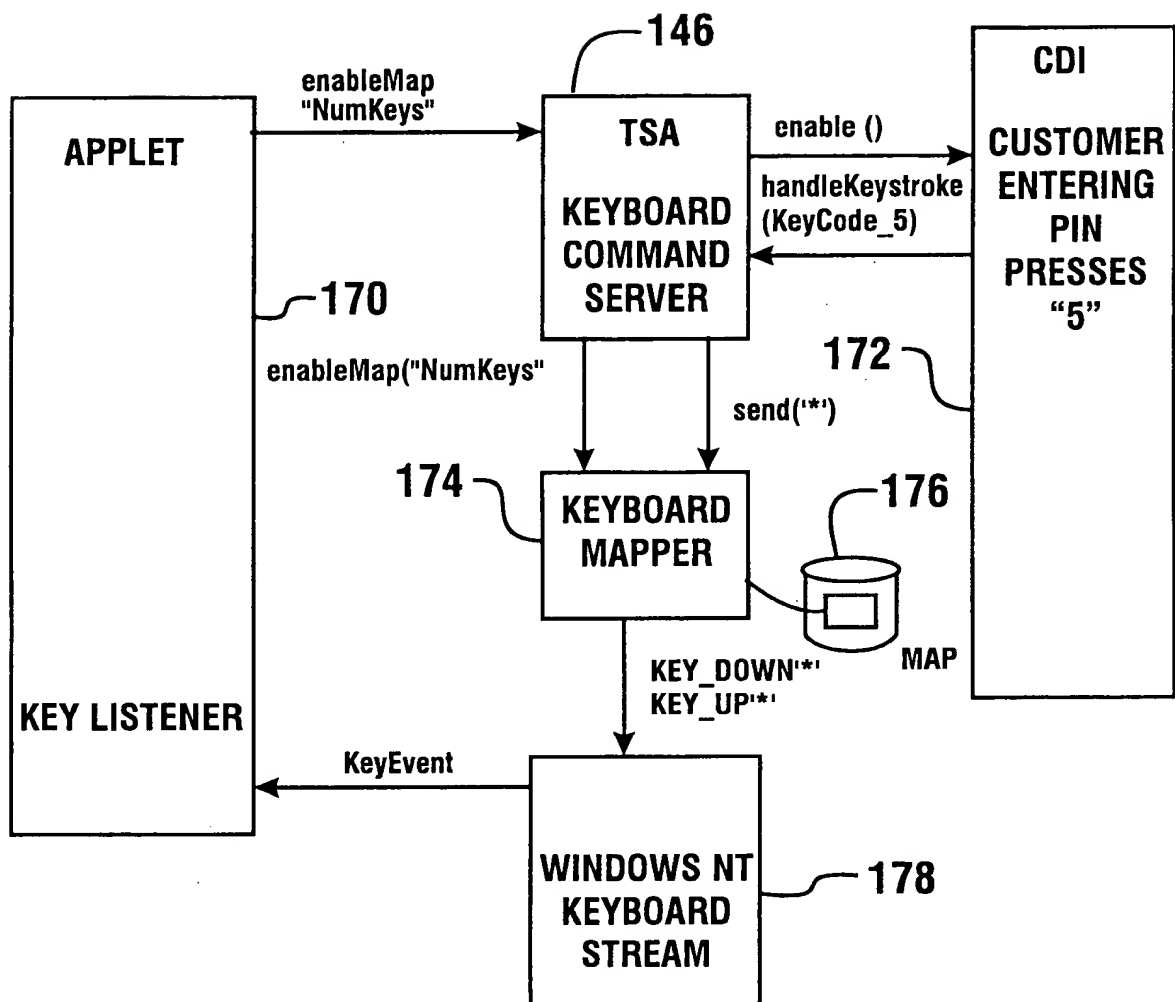 146
enableMap
"NumKeys"
APPLET
TSA
KEYBOARD
COMMAND
SERVER
enable ()
handleKeystroke
(KeyCode_5)
CDI
CUSTOMER
ENTERING
PIN
PRESSES
“5”
170
172
enableMap("NumKeys"
send('*')
174
KEYBOARD
MAPPER
176
MAP
KEY_DOWN'*'
KEY_UP'*'
KEY LISTENER
KeyEvent
WINDOWS NT
KEYBOARD
STREAM
178